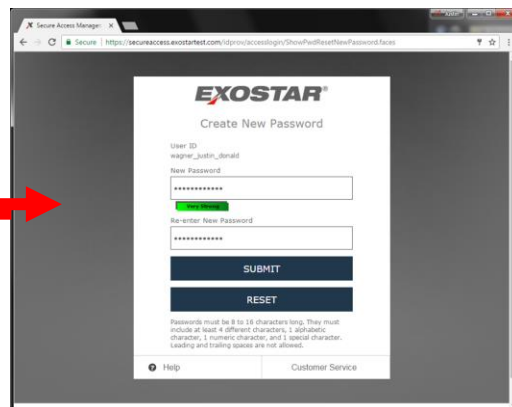 Secure Access Manager
Secure | https://secureaccess.exostartest.com/idprov/accesslogin/ShowPwdResetNewPassword.faces
EXOSTAR®
Create New Password
User ID
wagner_justin_donald
New Password
************
Very Strong
Re-enter New Password
************
SUBMIT
RESET
Passwords must be 8 to 16 characters long. They must
include at least 4 different characters, 1 alphabetic
character, 1 numeric character, and 1 special character.
Leading and trailing spaces are not allowed.
Help
Customer Service